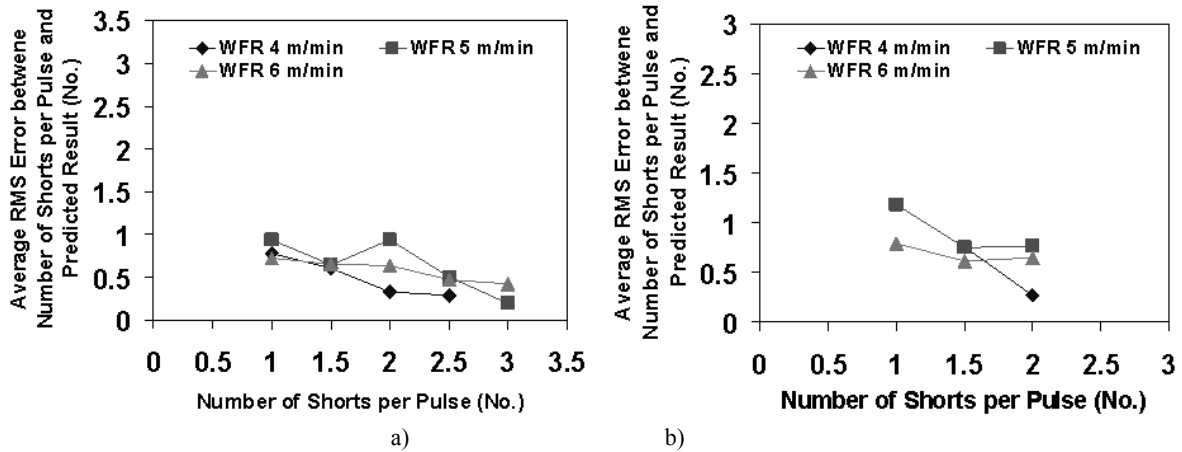 Average RMS Error betwene
Number of Shorts per Pulse and
Predicted Result (No.)
3.5
3
2.5
2
1.5
1
0.5
0
WFR 4 m/min
WFR 5 m/min
WFR 6 m/min
0 0.5 1 1.5 2 2.5 3 3.5
Number of Shorts per Pulse (No.)
a)
Average RMS Error betwene
Number of Shorts per Pulse and
Predicted Result (No.)
3
2.5
2
1.5
1
0.5
0
WFR 4 m/min
WFR 5 m/min
WFR 6 m/min
0 0.5 1 1.5 2 2.5 3
Number of Shorts per Pulse (No.)
b)